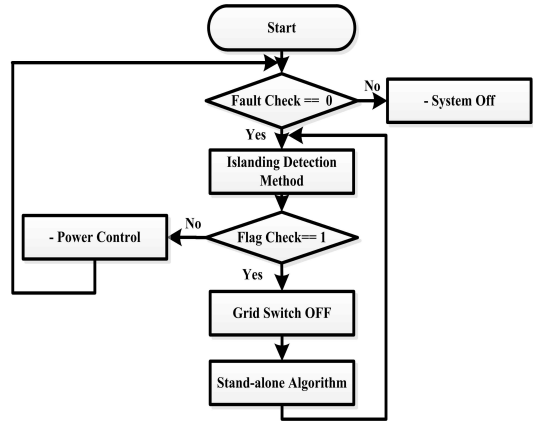 Start
Fault Check == 0
No
- System Off
Yes
Islanding Detection
Method
No
- Power Control
Flag Check== 1
Yes
Grid Switch OFF
Stand-alone Algorithm